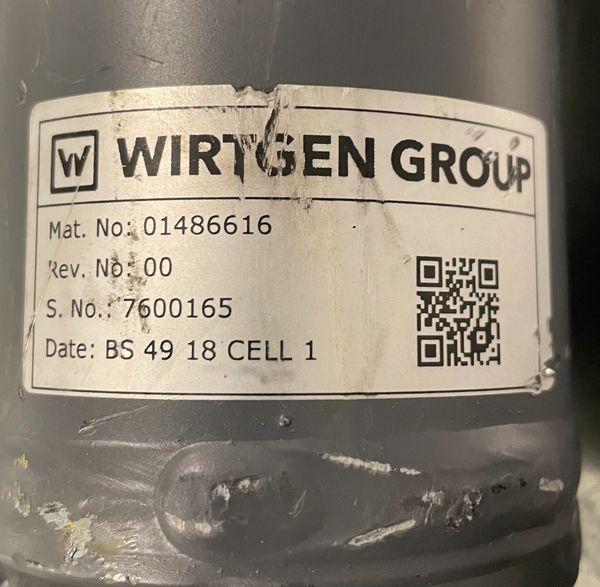 W WIRTGEN GROUP
Mat. No: 01486616
Rev. No: 00
S. No.: 7600165
Date: BS 49 18 CELL 1